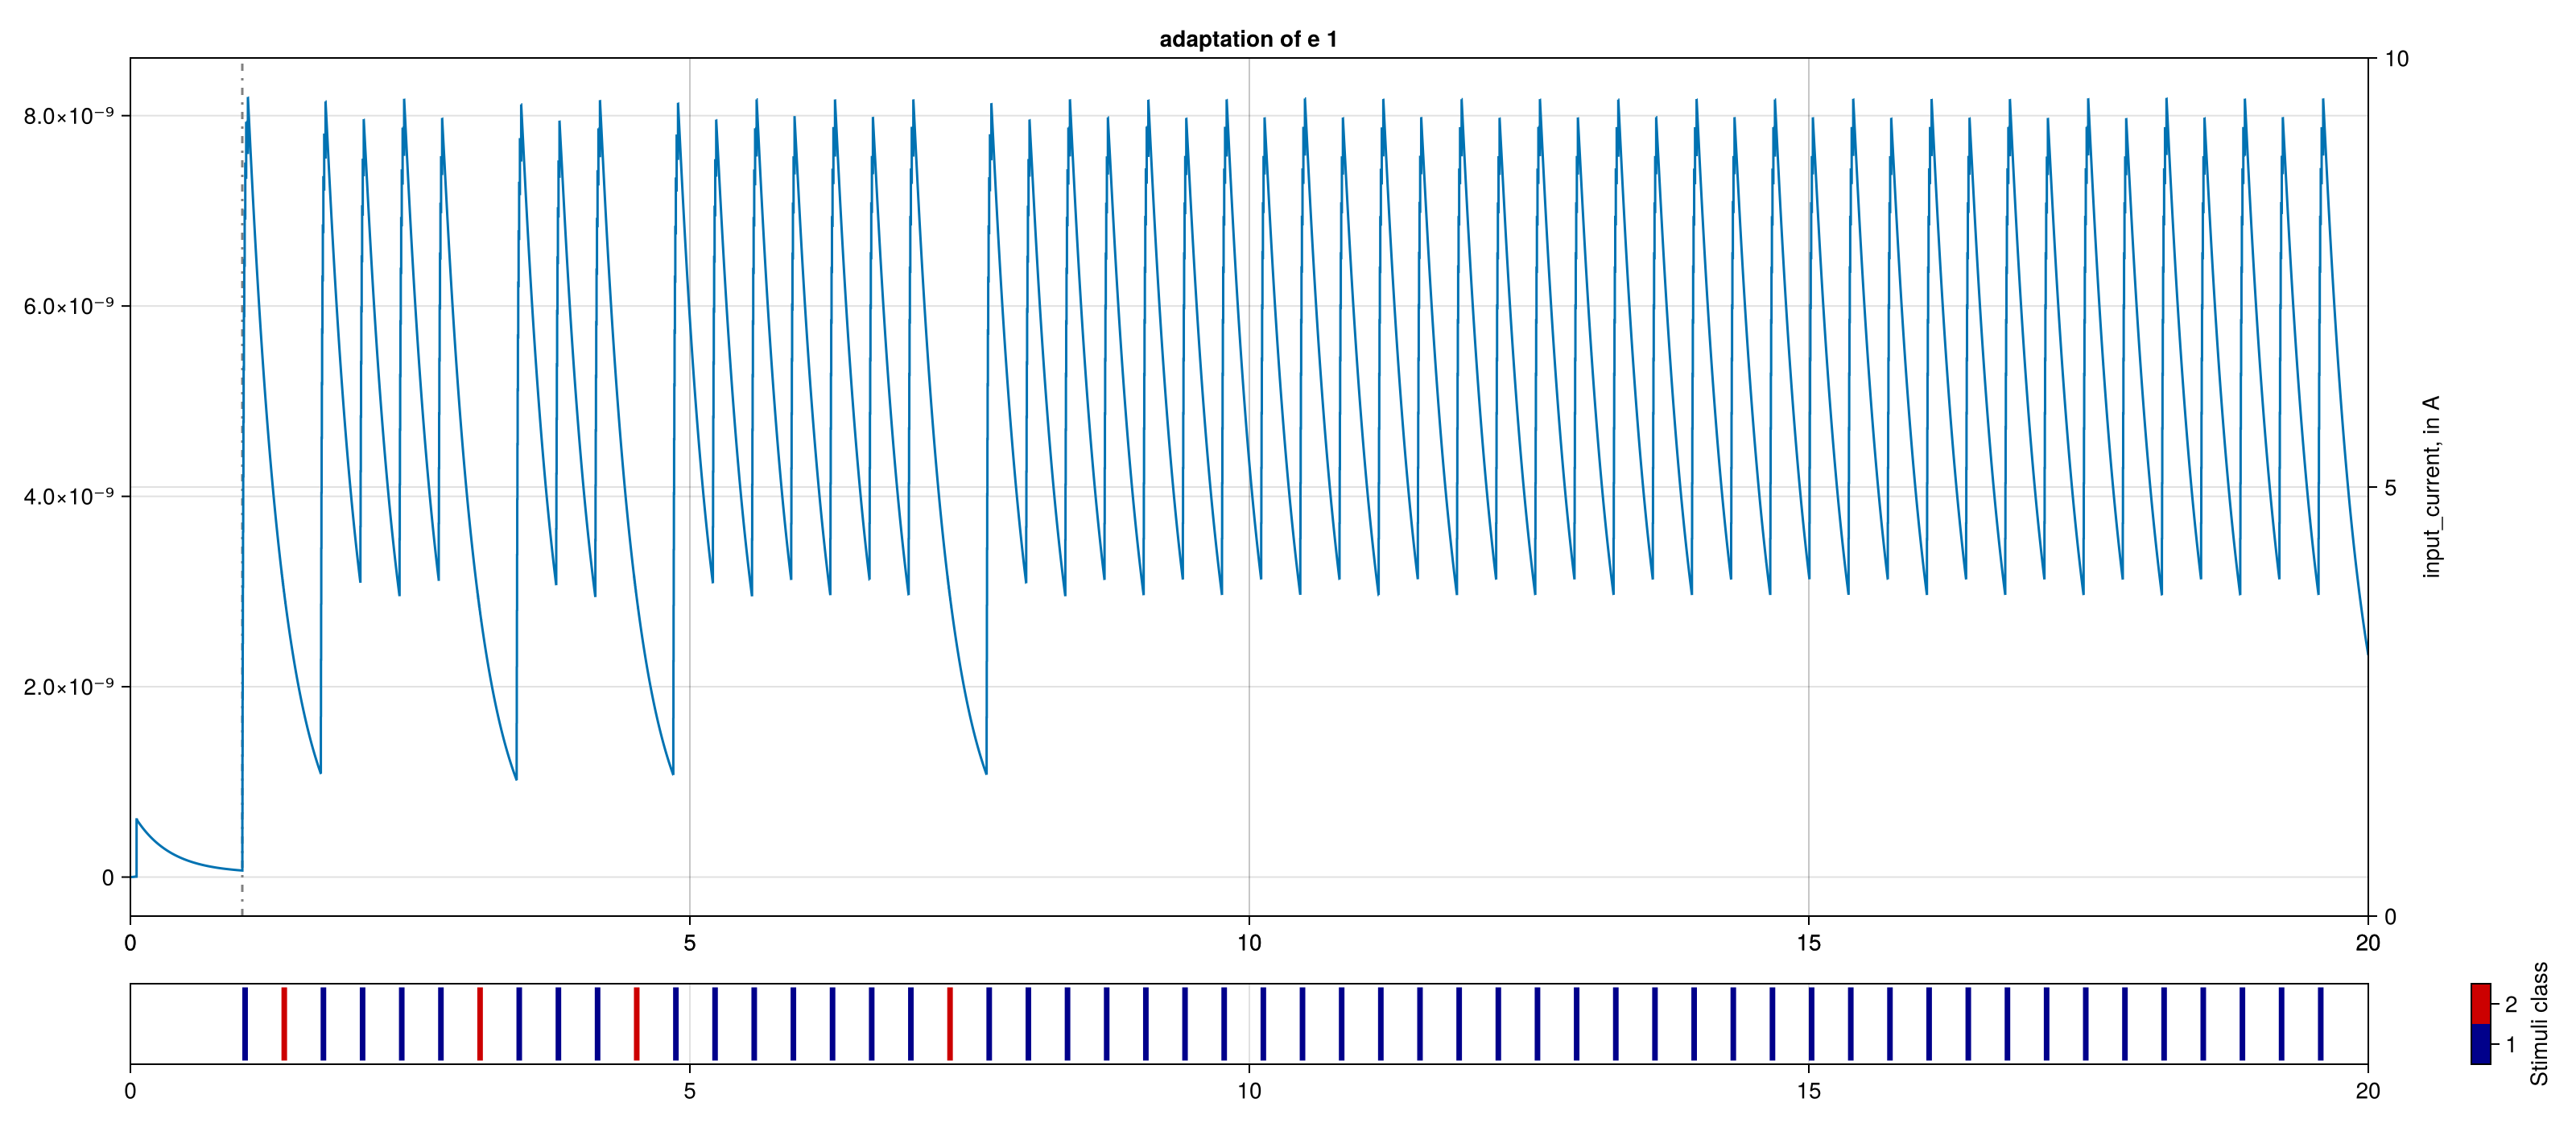 adaptation of e 1
8.0×10⁻⁹
6.0×10⁻⁹
4.0×10⁻⁹
2.0×10⁻⁹
0
10
5
0
input_current, in A
0 5 10 15 20
0 5 10 15 20
2
1
Stimuli class